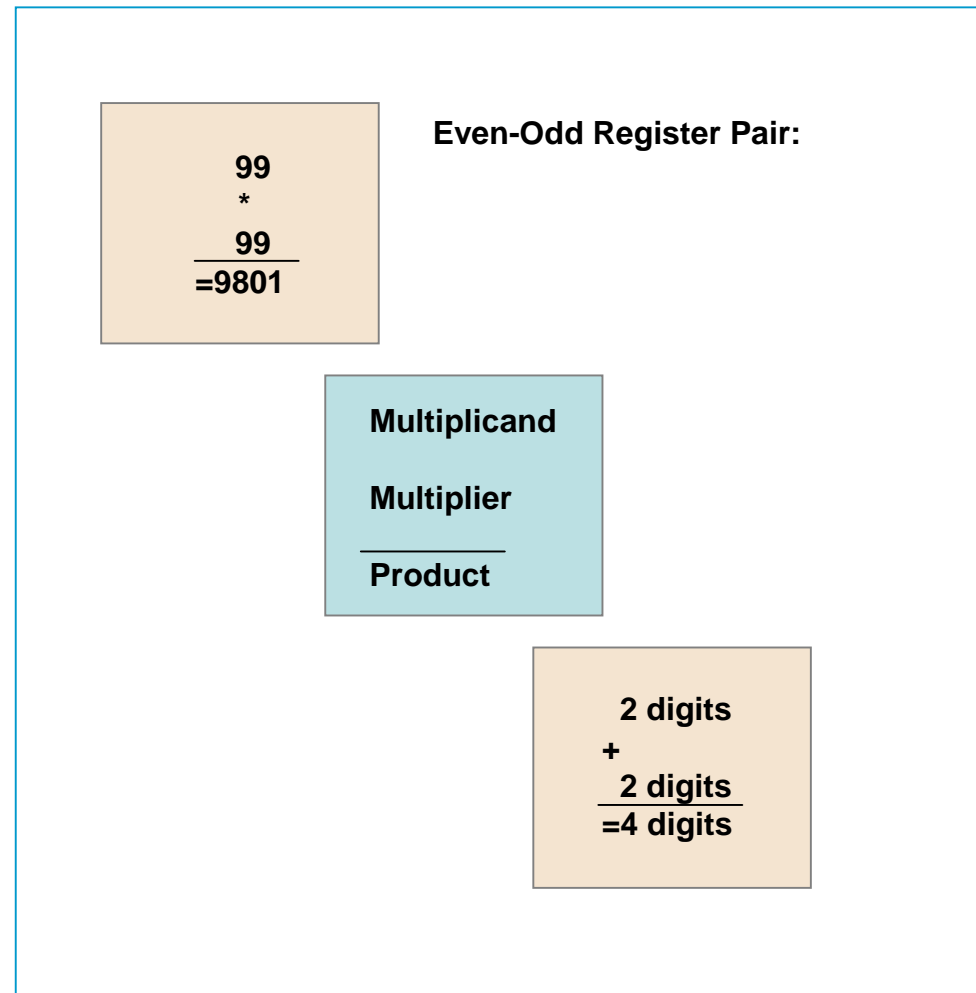 Even-Odd Register Pair:
99
*
99
=9801
Multiplicand
Multiplier
Product
2 digits
+
2 digits
=4 digits